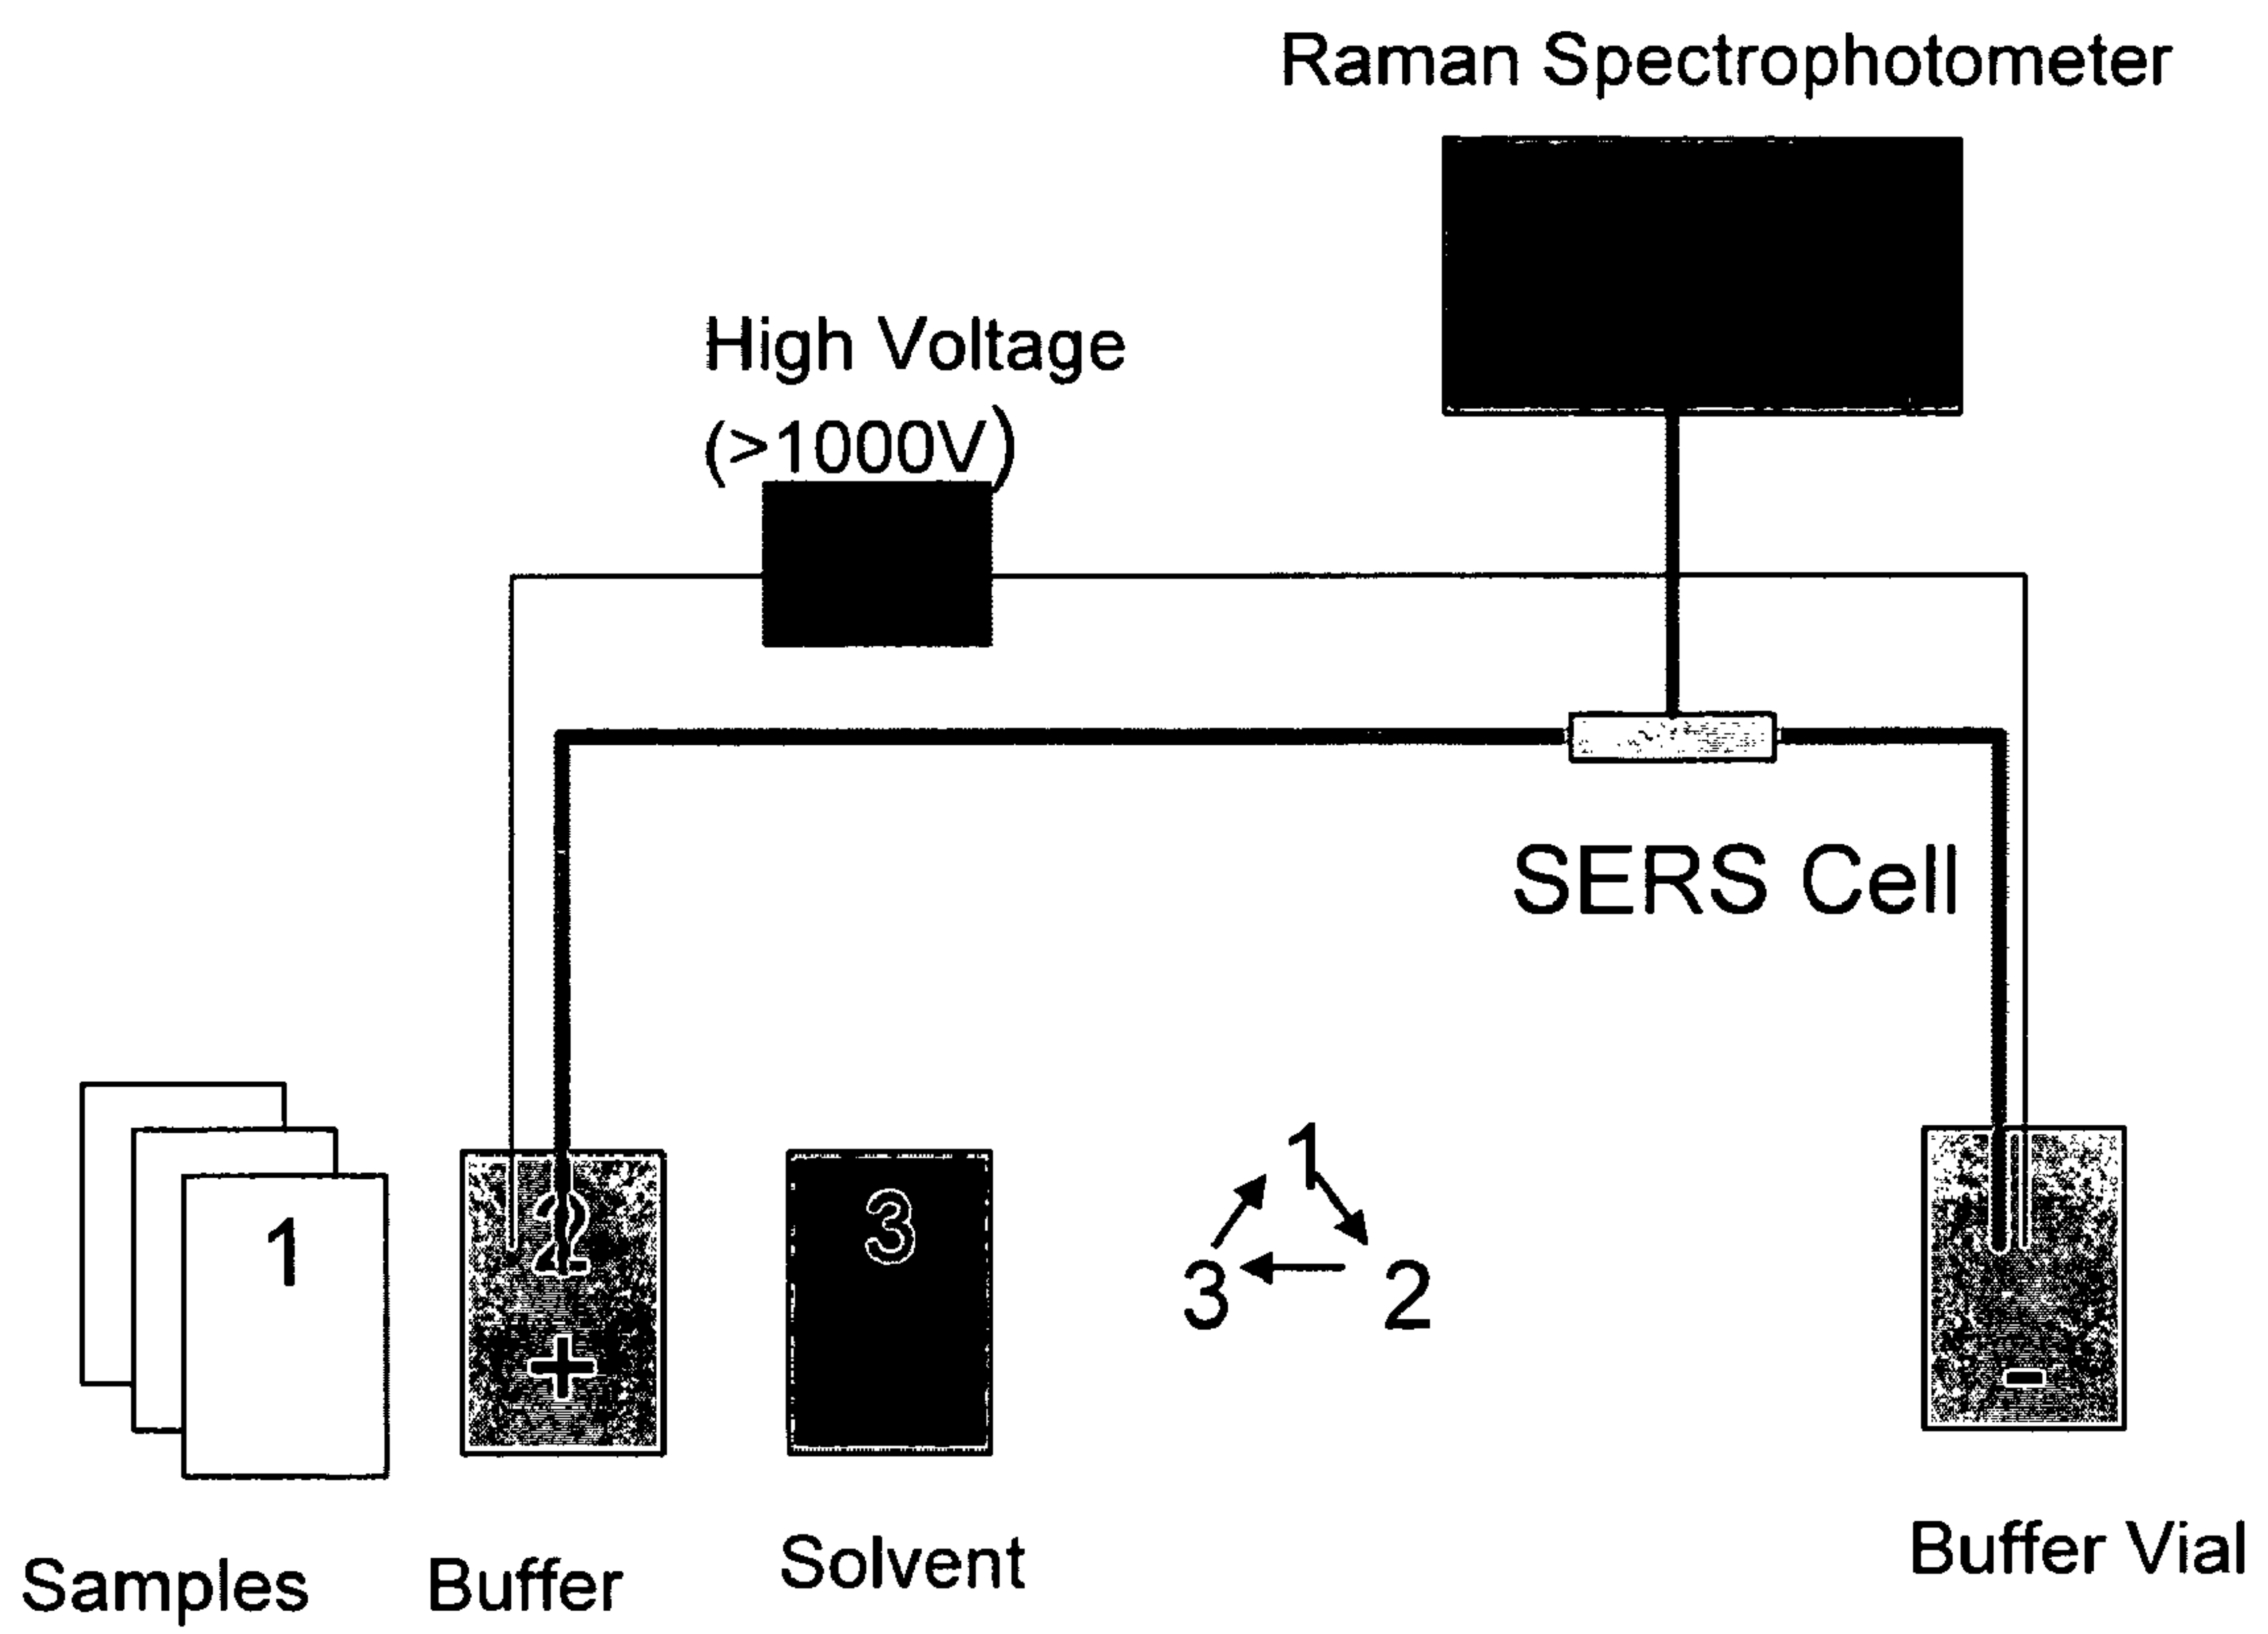 Raman Spectrophotometer
High Voltage
(>1000V)
SERS Cell
1
2
+
3
1
3
2
-
Samples
Buffer
Solvent
Buffer Vial